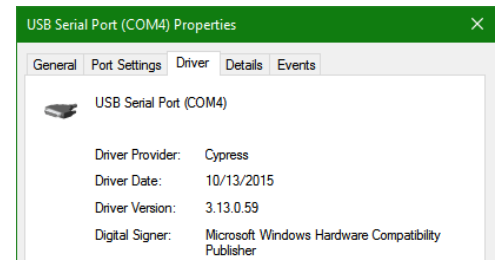 USB Serial Port (COM4) Properties
General Port Settings Driver Details Events
USB Serial Port (COM4)
Driver Provider: Cypress
Driver Date: 10/13/2015
Driver Version: 3.13.0.59
Digital Signer: Microsoft Windows Hardware Compatibility
Publisher